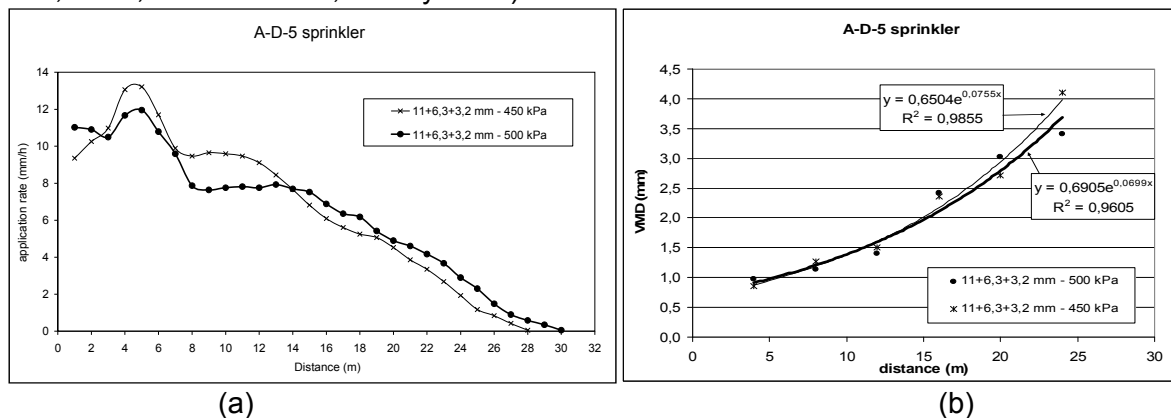 A-D-5 sprinkler
14
12
10
8
6
4
2
0
application rate (mm/h)
11+6,3+3,2 mm - 450 kPa
11+6,3+3,2 mm - 500 kPa
0 2 4 6 8 10 12 14 16 18 20 22 24 26 28 30 32
Distance (m)
(a)
A-D-5 sprinkler
4,5
4,0
3,5
3,0
2,5
2,0
1,5
1,0
0,5
0,0
VMD (mm)
y = 0,6504e^0,0755x
R² = 0,9855
y = 0,6905e^0,0699x
R² = 0,9605
11+6,3+3,2 mm - 500 kPa
11+6,3+3,2 mm - 450 kPa
0 5 10 15 20 25 30
distance (m)
(b)